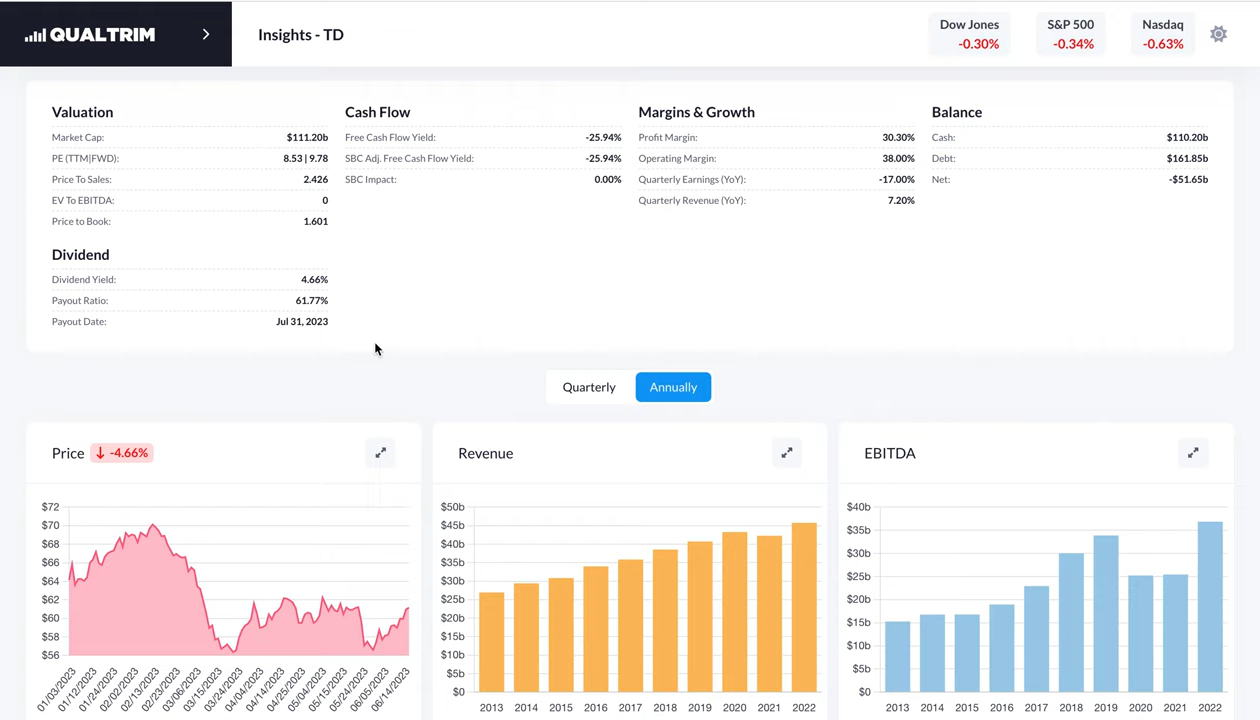 QUALTRIM
Insights - TD
Dow Jones
-0.30%
S&P 500
-0.34%
Nasdaq
-0.63%
Valuation
Market Cap: $111.20b
PE (TTM|FWD): 8.53 | 9.78
Price To Sales: 2.426
EV To EBITDA: 0
Price to Book: 1.601
Dividend
Dividend Yield: 4.66%
Payout Ratio: 61.77%
Payout Date: Jul 31, 2023
Cash Flow
Free Cash Flow Yield: -25.94%
SBC Adj. Free Cash Flow Yield: -25.94%
SBC Impact: 0.00%
Margins & Growth
Profit Margin: 30.30%
Operating Margin: 38.00%
Quarterly Earnings (YoY): -17.00%
Quarterly Revenue (YoY): 7.20%
Balance
Cash: $110.20b
Debt: $161.85b
Net: -$51.65b
Quarterly
Annually
Price ↓ -4.66%
$72
$70
$68
$66
$64
$62
$60
$58
$56
01/03/2023
01/12/2023
01/24/2023
02/02/2023
02/13/2023
02/23/2023
03/06/2023
03/15/2023
03/24/2023
04/04/2023
04/14/2023
04/25/2023
05/04/2023
05/15/2023
05/24/2023
06/05/2023
06/14/2023
Revenue
$50b
$45b
$40b
$35b
$30b
$25b
$20b
$15b
$10b
$5b
$0
2013 2014 2015 2016 2017 2018 2019 2020 2021 2022
EBITDA
$40b
$35b
$30b
$25b
$20b
$15b
$10b
$5b
$0
2013 2014 2015 2016 2017 2018 2019 2020 2021 2022